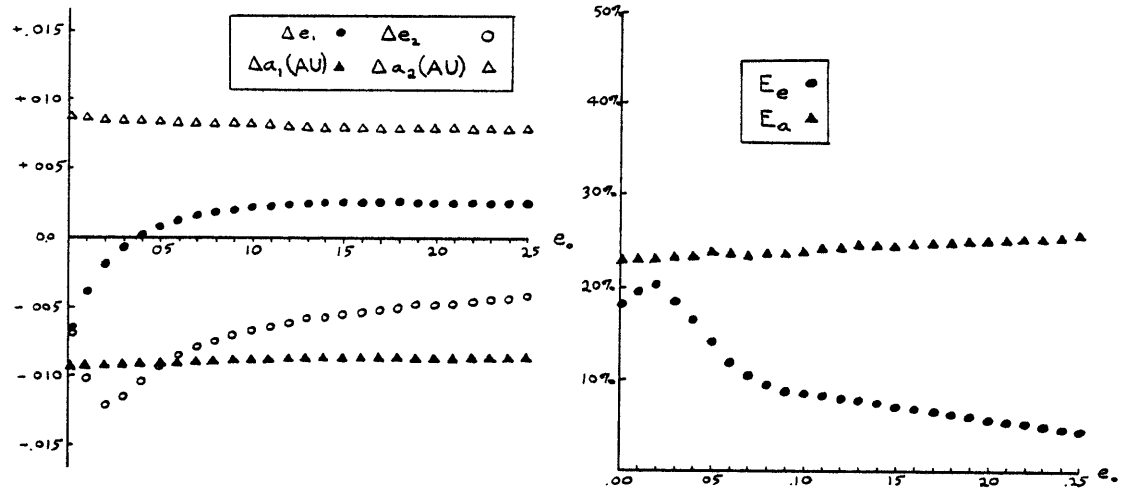 +.015
+.010
+.005
0.0
-.005
-.010
-.015
Δe₁ ● Δe₂ ○
Δa₁(AU) ▲ Δa₂(AU) △
.05 .10 .15 .20 .25 e₀
50%
40%
30%
20%
10%
E_e ●
E_a ▲
.00 .05 .10 .15 .20 .25 e₀